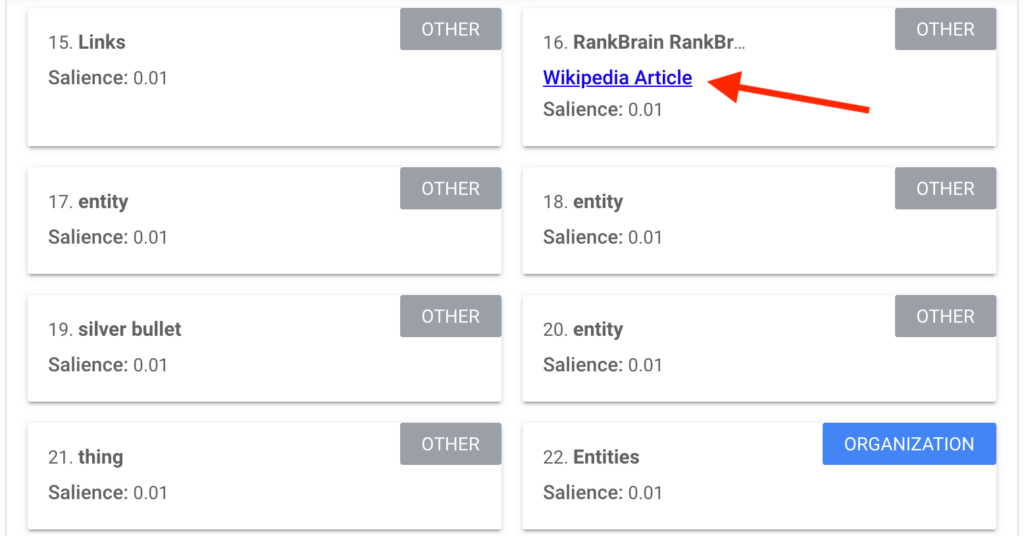 OTHER
15. Links
Salience: 0.01
OTHER
16. RankBrain RankBr…
Wikipedia Article
Salience: 0.01
OTHER
17. entity
Salience: 0.01
OTHER
18. entity
Salience: 0.01
OTHER
19. silver bullet
Salience: 0.01
OTHER
20. entity
Salience: 0.01
OTHER
21. thing
Salience: 0.01
ORGANIZATION
22. Entities
Salience: 0.01